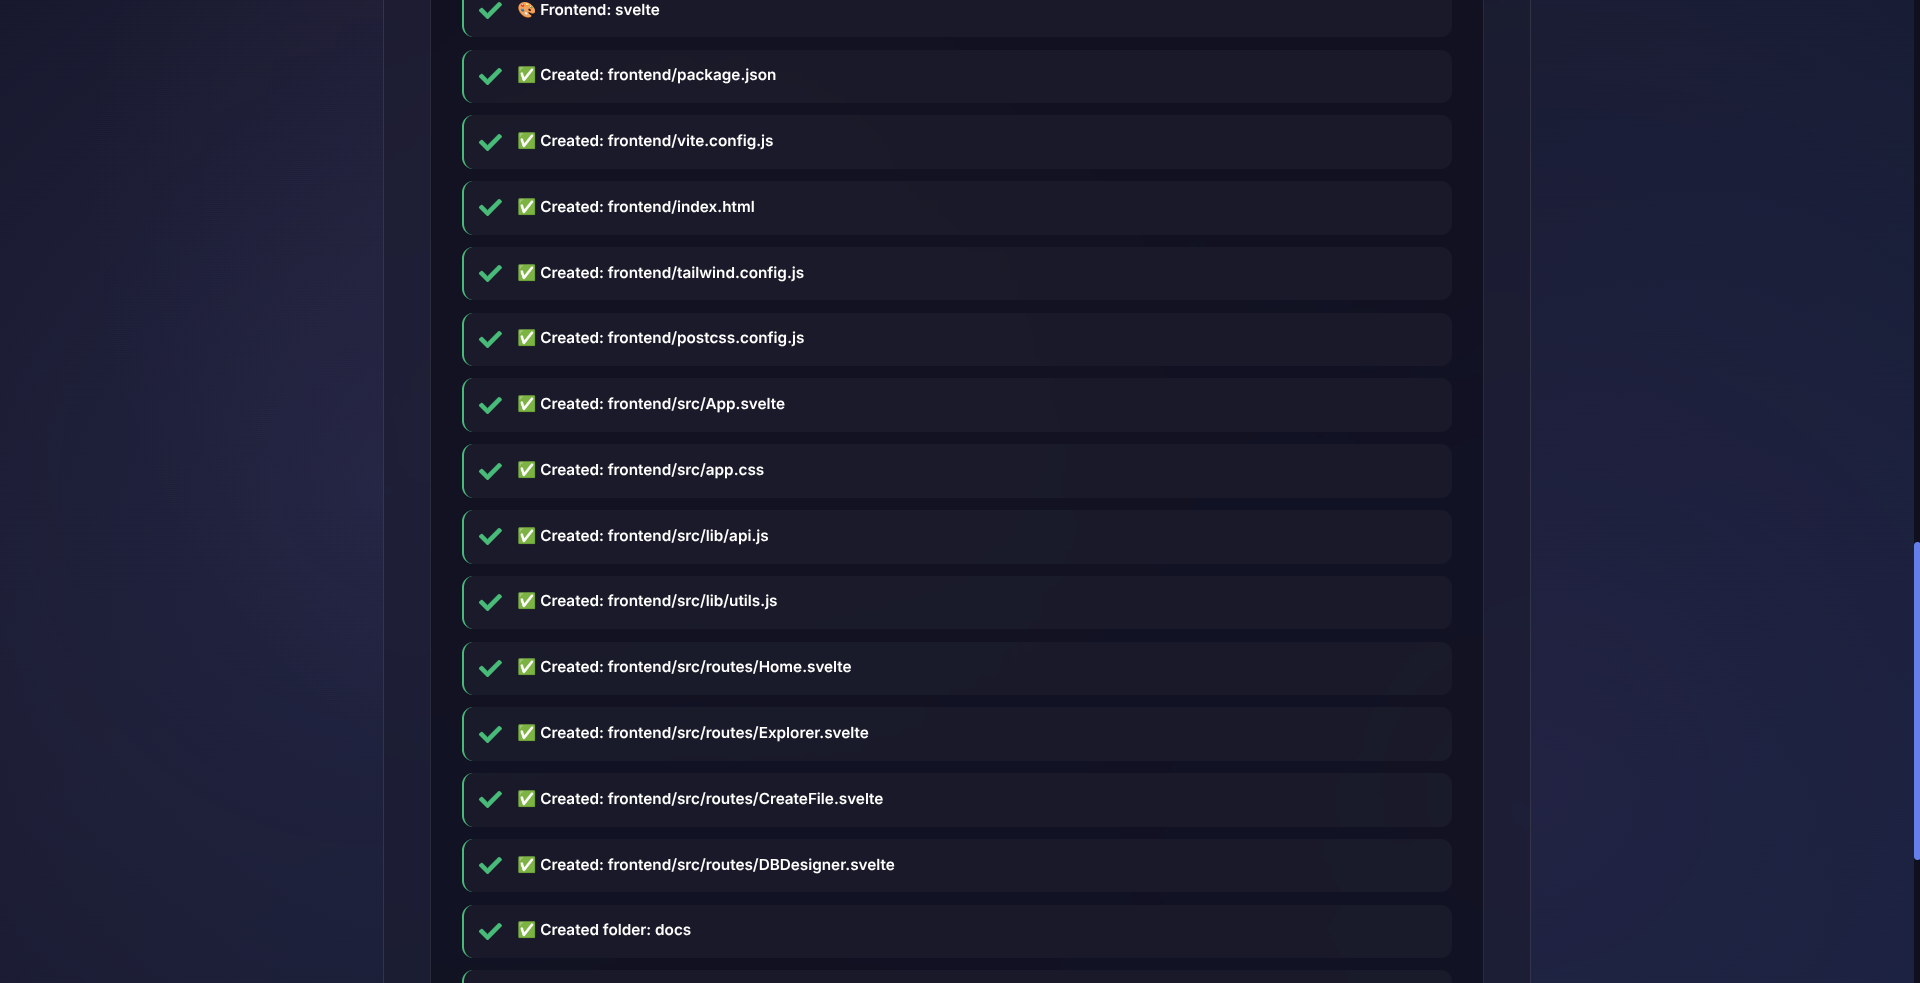 🎨 Frontend: svelte
✅ Created: frontend/package.json
✅ Created: frontend/vite.config.js
✅ Created: frontend/index.html
✅ Created: frontend/tailwind.config.js
✅ Created: frontend/postcss.config.js
✅ Created: frontend/src/App.svelte
✅ Created: frontend/src/app.css
✅ Created: frontend/src/lib/api.js
✅ Created: frontend/src/lib/utils.js
✅ Created: frontend/src/routes/Home.svelte
✅ Created: frontend/src/routes/Explorer.svelte
✅ Created: frontend/src/routes/CreateFile.svelte
✅ Created: frontend/src/routes/DBDesigner.svelte
✅ Created folder: docs